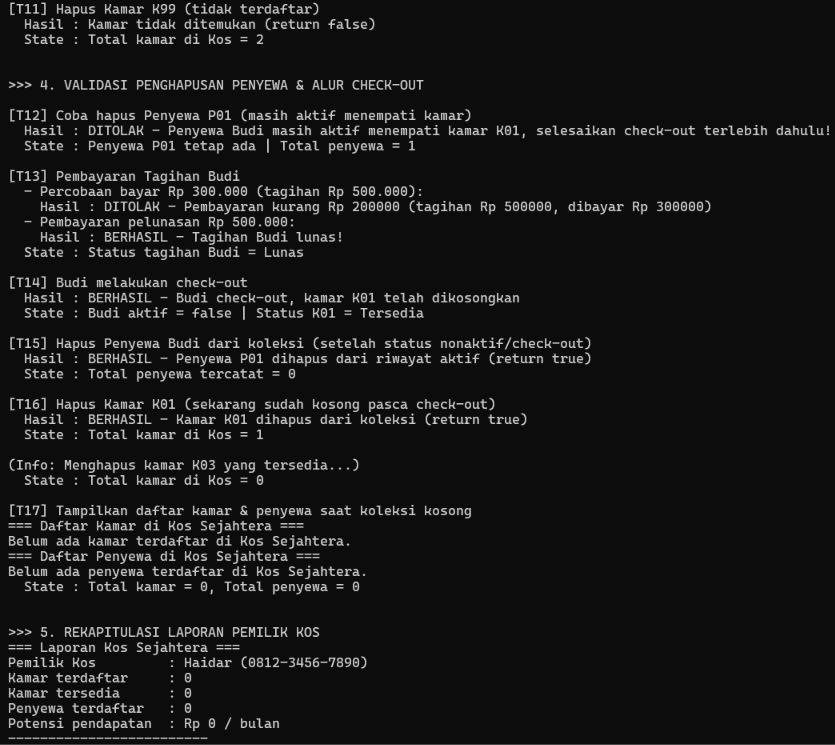 [T11] Hapus Kamar K99 (tidak terdaftar)
  Hasil : Kamar tidak ditemukan (return false)
  State : Total kamar di Kos = 2
>>> 4. VALIDASI PENGHAPUSAN PENYEWA & ALUR CHECK-OUT
[T12] Coba hapus Penyewa P01 (masih aktif menempati kamar)
  Hasil : DITOLAK - Penyewa Budi masih aktif menempati kamar K01, selesaikan check-out terlebih dahulu!
  State : Penyewa P01 tetap ada | Total penyewa = 1
[T13] Pembayaran Tagihan Budi
  - Percobaan bayar Rp 300.000 (tagihan Rp 500.000):
    Hasil : DITOLAK - Pembayaran kurang Rp 200000 (tagihan Rp 500000, dibayar Rp 300000)
  - Pembayaran pelunasan Rp 500.000:
    Hasil : BERHASIL - Tagihan Budi lunas!
  State : Status tagihan Budi = Lunas
[T14] Budi melakukan check-out
  Hasil : BERHASIL - Budi check-out, kamar K01 telah dikosongkan
  State : Budi aktif = false | Status K01 = Tersedia
[T15] Hapus Penyewa Budi dari koleksi (setelah status nonaktif/check-out)
  Hasil : BERHASIL - Penyewa P01 dihapus dari riwayat aktif (return true)
  State : Total penyewa tercatat = 0
[T16] Hapus Kamar K01 (sekarang sudah kosong pasca check-out)
  Hasil : BERHASIL - Kamar K01 dihapus dari koleksi (return true)
  State : Total kamar di Kos = 1
(Info: Menghapus kamar K03 yang tersedia...)
  State : Total kamar di Kos = 0
[T17] Tampilkan daftar kamar & penyewa saat koleksi kosong
=== Daftar Kamar di Kos Sejahtera ===
Belum ada kamar terdaftar di Kos Sejahtera.
=== Daftar Penyewa di Kos Sejahtera ===
Belum ada penyewa terdaftar di Kos Sejahtera.
  State : Total kamar = 0, Total penyewa = 0
>>> 5. REKAPITULASI LAPORAN PEMILIK KOS
=== Laporan Kos Sejahtera ===
Pemilik Kos         : Haidar (0812-3456-7890)
Kamar terdaftar     : 0
Kamar tersedia      : 0
Penyewa terdaftar   : 0
Potensi pendapatan  : Rp 0 / bulan
-------------------------